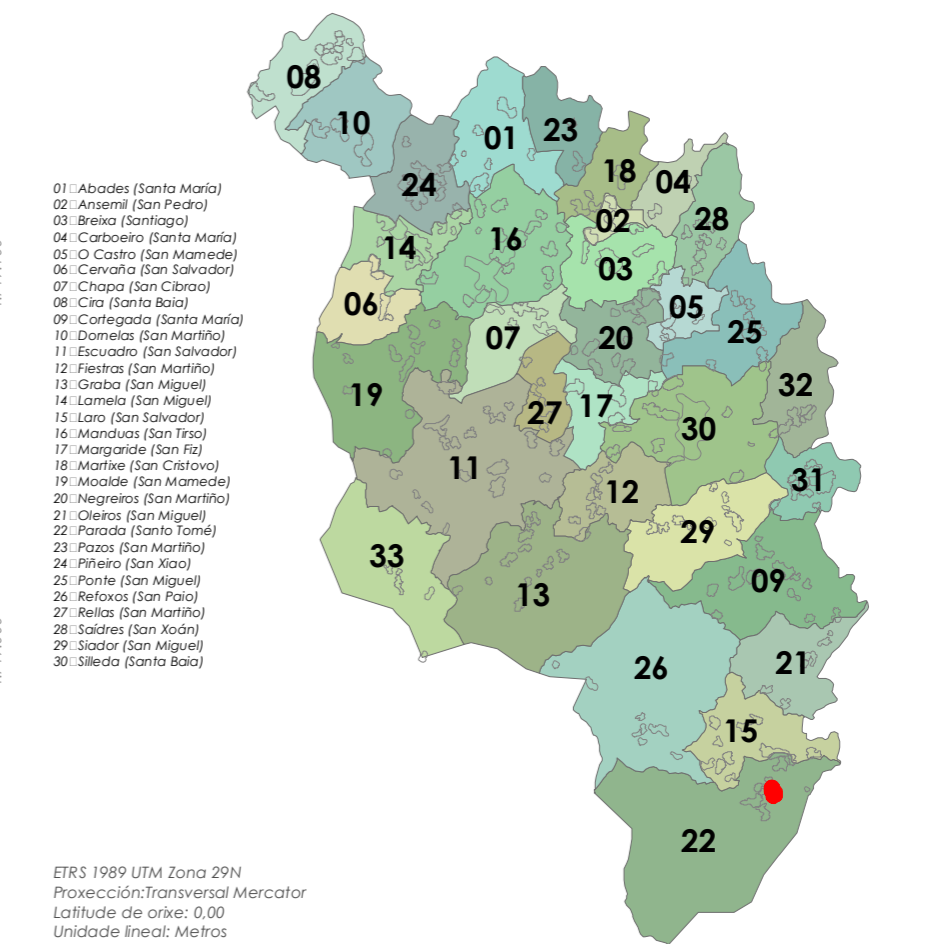 08
10
01
23
18
04
24
02
28
16
14
03
06
05
07
20
25
19
32
27
17
30
11
12
31
29
33
13
09
26
21
15
22
01 Abades (Santa María)
02 Ansemil (San Pedro)
03 Breixa (Santiago)
04 Carboeiro (Santa María)
05 O Castro (San Mamede)
06 Cervaña (San Salvador)
07 Chapa (San Cibrao)
08 Cira (Santa Baia)
09 Cortegada (Santa María)
10 Dornelas (San Martiño)
11 Escuadro (San Salvador)
12 Fiestras (San Martiño)
13 Graba (San Miguel)
14 Lamela (San Miguel)
15 Laro (San Salvador)
16 Manduas (San Tirso)
17 Margaride (San Fiz)
18 Martixe (San Cristovo)
19 Moalde (San Mamede)
20 Negreiros (San Martiño)
21 Oleiros (San Miguel)
22 Parada (Santo Tomé)
23 Pazos (San Martiño)
24 Piñeiro (San Xiao)
25 Ponte (San Miguel)
26 Refoxos (San Paio)
27 Rellas (San Martiño)
28 Saídres (San Xoán)
29 Siador (San Miguel)
30 Silleda (Santa Baia)
ETRS 1989 UTM Zona 29N
Proxección:Transversal Mercator
Latitude de orixe: 0,00
Unidade lineal: Metros